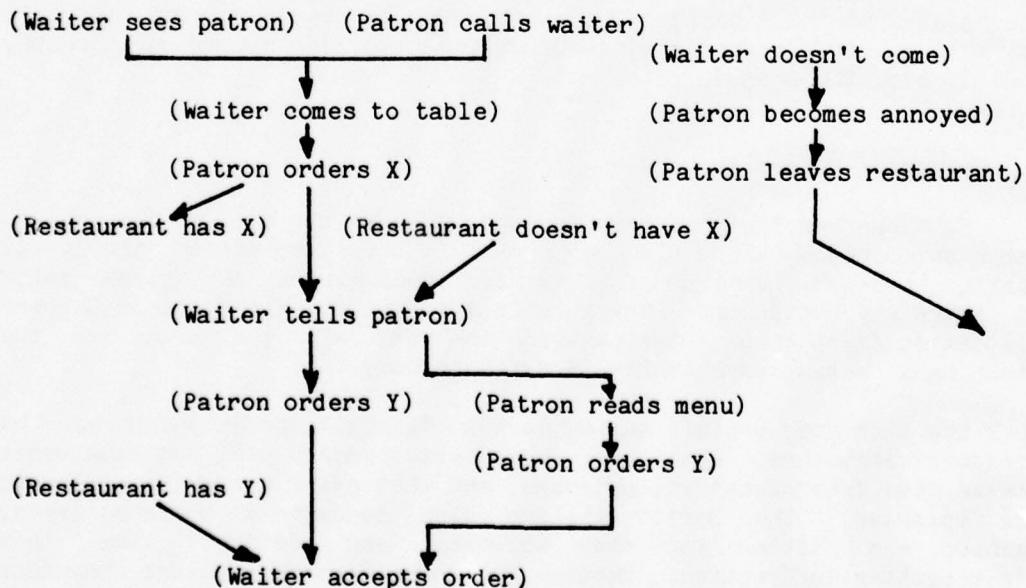 (Waiter sees patron) (Patron calls waiter)
(Waiter doesn't come)
(Waiter comes to table) (Patron becomes annoyed)
(Patron orders X) (Patron leaves restaurant)
(Restaurant has X) (Restaurant doesn't have X)
(Waiter tells patron)
(Patron orders Y) (Patron reads menu)
(Patron orders Y)
(Restaurant has Y)
(Waiter accepts order)